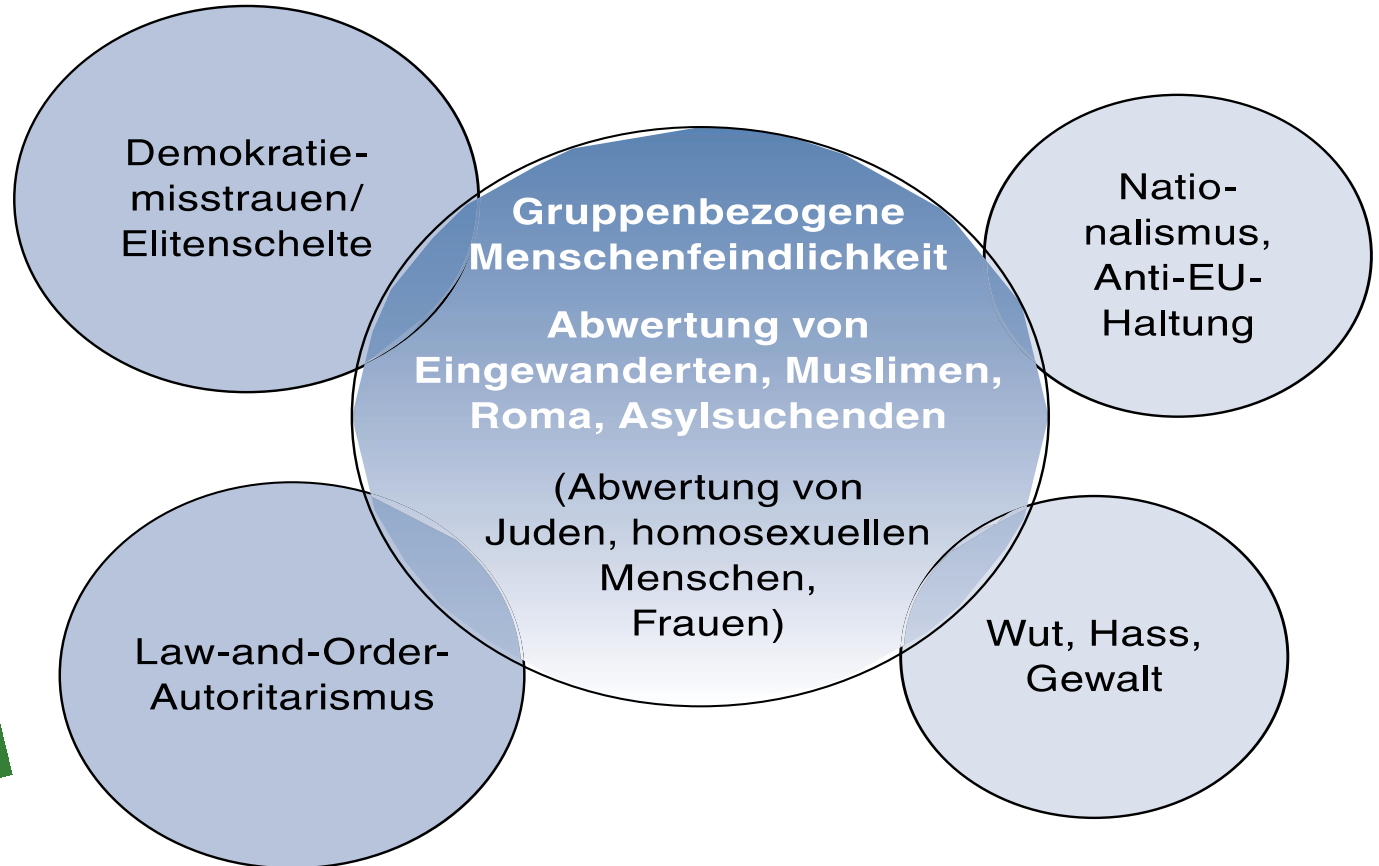 Demokratie-
misstrauen/
Elitenschelte
Gruppenbezogene
Menschenfeindlichkeit
Abwertung von
Eingewanderten, Muslimen,
Roma, Asylsuchenden
(Abwertung von
Juden, homosexuellen
Menschen,
Frauen)
Natio-
nalismus,
Anti-EU-
Haltung
Law-and-Order-
Autoritarismus
Wut, Hass,
Gewalt